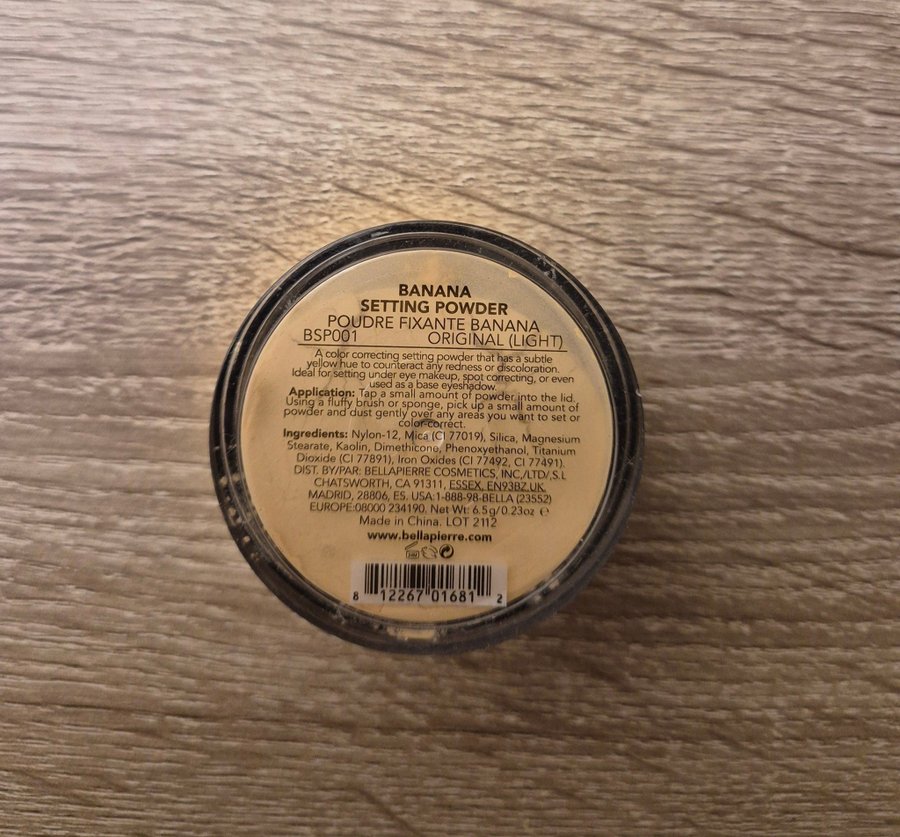 BANANA
SETTING POWDER
POUDRE FIXANTE BANANA
BSP001 ORIGINAL (LIGHT)
A color correcting setting powder that has a subtle
yellow hue to counteract any redness or discoloration.
Ideal for setting under eye makeup, spot correcting, or even
used as a base eyeshadow.
Application: Tap a small amount of powder into the lid.
Using a fluffy brush or sponge, pick up a small amount of
powder and dust gently over any areas you want to set or
color correct.
Ingredients: Nylon-12, Mica (CI 77019), Silica, Magnesium
Stearate, Kaolin, Dimethicone, Phenoxyethanol, Titanium
Dioxide (CI 77891), Iron Oxides (CI 77492, CI 77491).
DIST. BY/PAR: BELLAPIERRE COSMETICS, INC,/LTD/,S.L
CHATSWORTH, CA 91311, ESSEX, EN93BZ,UK,
MADRID, 28806, ES. USA:1-888-98-BELLA (23552)
EUROPE:08000 234190. Net Wt: 6.5g/0.23oz ℮
Made in China. LOT 2112
www.bellapierre.com
8 12267 01681 2